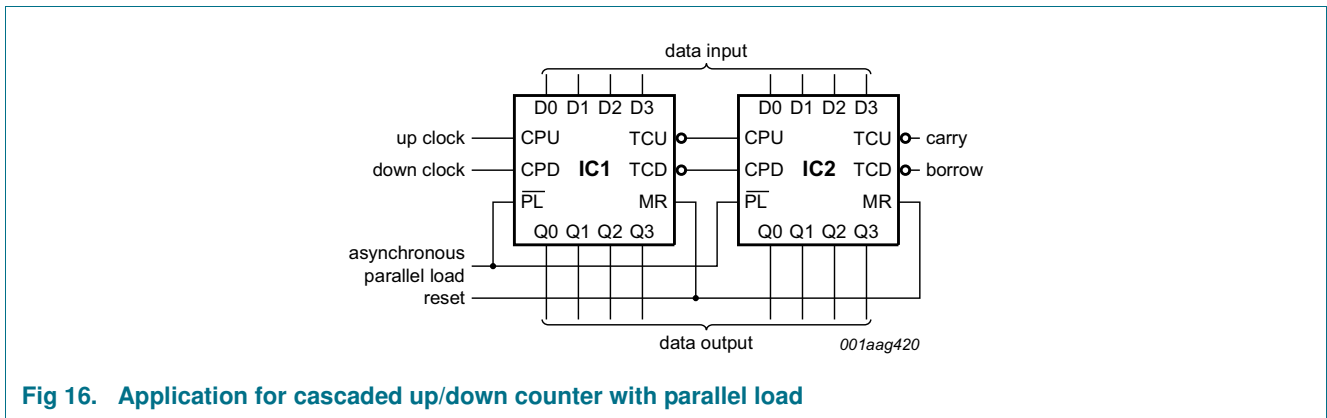 data input
D0 D1 D2 D3 D0 D1 D2 D3
up clock CPU TCU CPU TCU carry
down clock CPD IC1 TCD CPD IC2 TCD borrow
PL MR PL MR
Q0 Q1 Q2 Q3 Q0 Q1 Q2 Q3
asynchronous
parallel load
reset
data output 001aag420
Fig 16. Application for cascaded up/down counter with parallel load